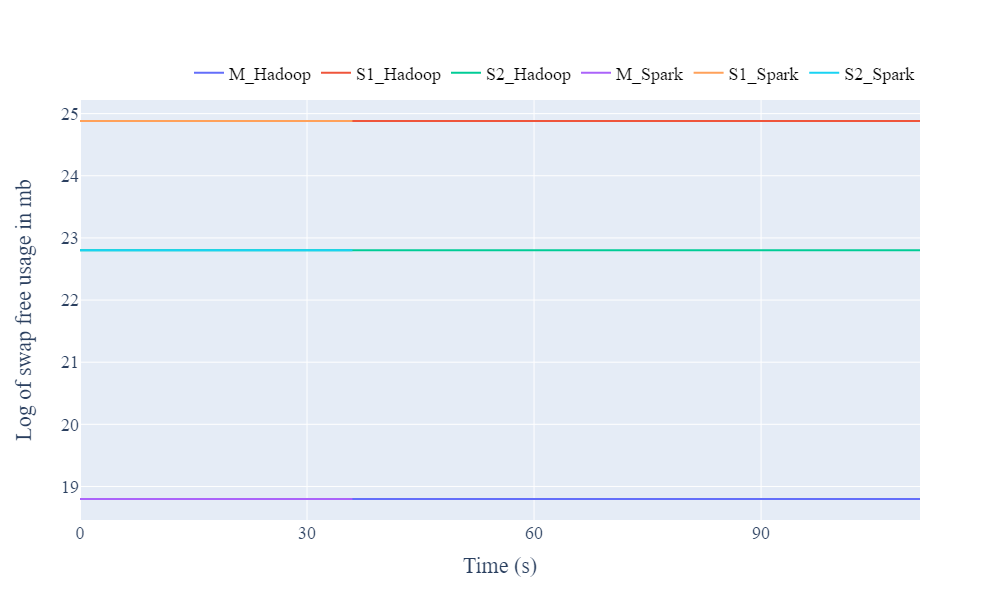 M_Hadoop S1_Hadoop S2_Hadoop M_Spark S1_Spark S2_Spark
25
24
23
22
21
20
19
Log of swap free usage in mb
0 30 60 90
Time (s)